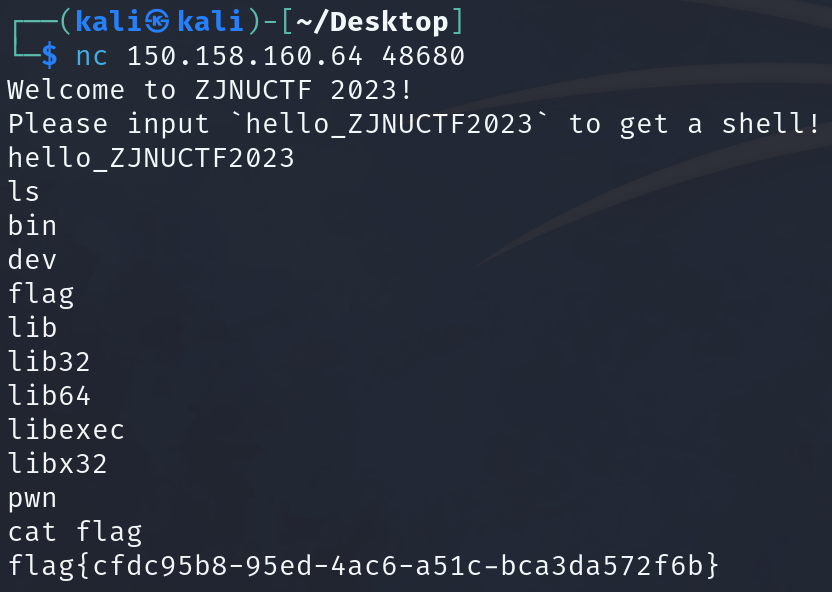 ┌──(kali㉿kali)-[~/Desktop]
└─$ nc 150.158.160.64 48680
Welcome to ZJNUCTF 2023!
Please input `hello_ZJNUCTF2023` to get a shell!
hello_ZJNUCTF2023
ls
bin
dev
flag
lib
lib32
lib64
libexec
libx32
pwn
cat flag
flag{cfdc95b8-95ed-4ac6-a51c-bca3da572f6b}